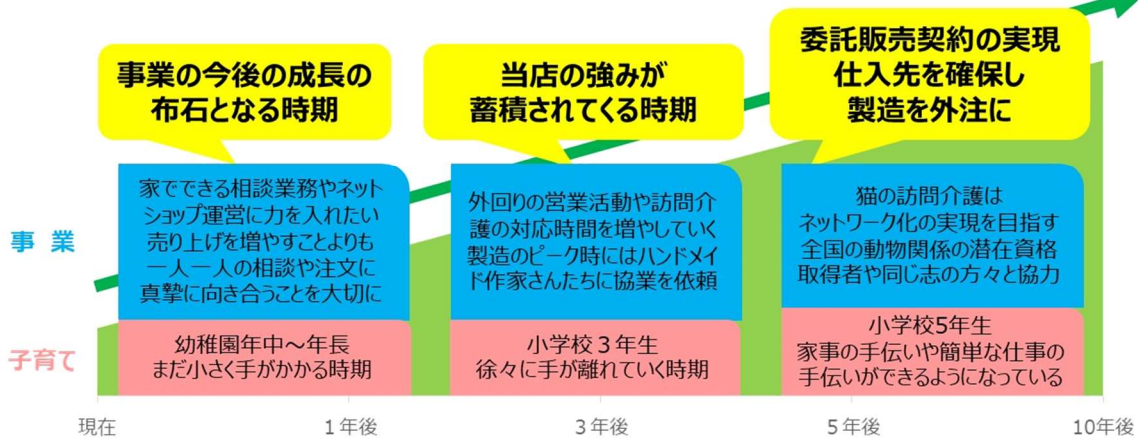 事業の今後の成長の
布石となる時期
当店の強みが
蓄積されてくる時期
委託販売契約の実現
仕入先を確保し
製造を外注に
事業
家でできる相談業務やネット
ショップ運営に力を入れたい
売り上げを増やすことよりも
一人一人の相談や注文に
真摯に向き合うことを大切に
外回りの営業活動や訪問介
護の対応時間を増やしていく
製造のピーク時にはハンドメイ
ド作家さんたちに協業を依頼
猫の訪問介護は
ネットワーク化の実現を目指す
全国の動物関係の潜在資格
取得者や同じ志の方々と協力
子育て
幼稚園年中～年長
まだ小さく手がかかる時期
小学校３年生
徐々に手が離れていく時期
小学校5年生
家事の手伝いや簡単な仕事の
手伝いができるようになっている
現在
１年後
３年後
５年後
10年後